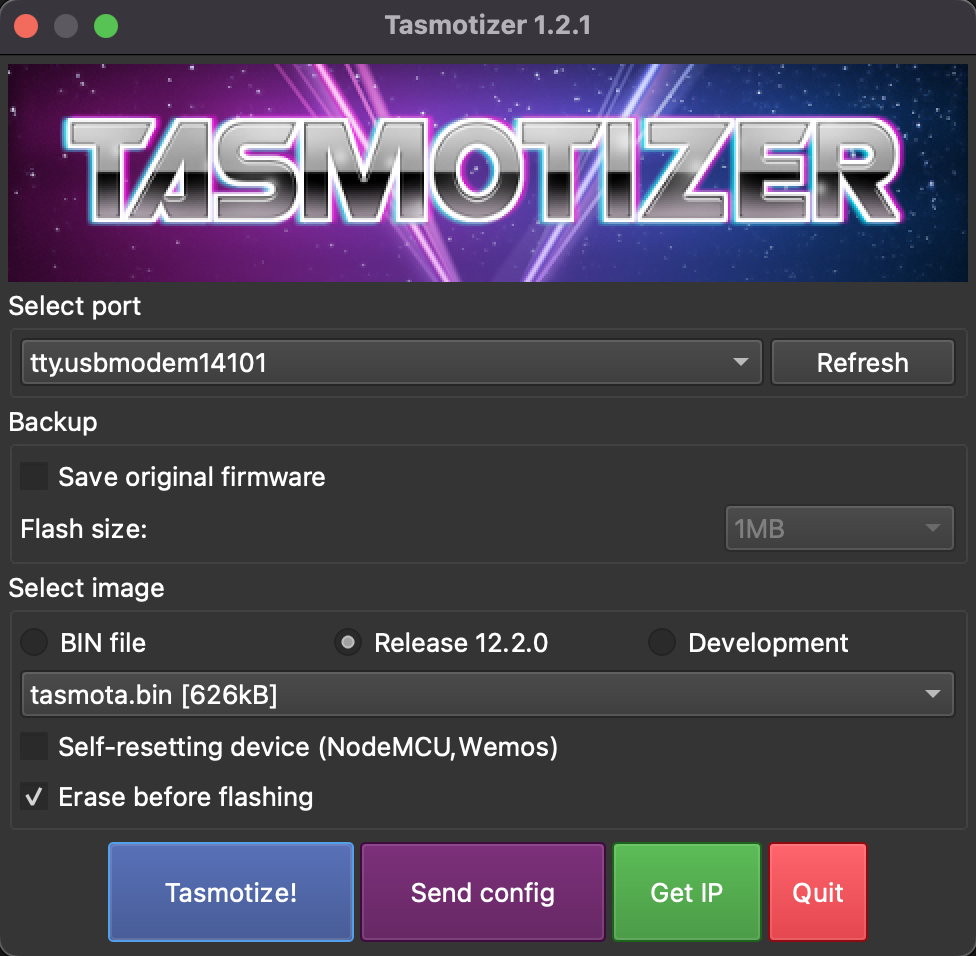 Tasmotizer 1.2.1
TASMOTIZER
Select port
tty.usbmodem14101 Refresh
Backup
Save original firmware
Flash size: 1MB
Select image
BIN file Release 12.2.0 Development
tasmota.bin [626kB]
Self-resetting device (NodeMCU,Wemos)
Erase before flashing
Tasmotize! Send config Get IP Quit